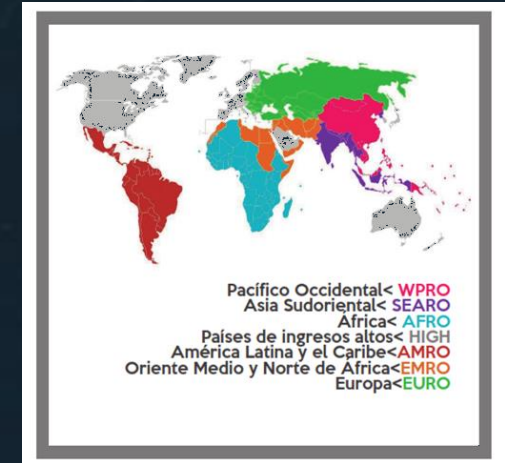 Pacífico Occidental< WPRO
Asia Sudoriental< SEARO
África< AFRO
Países de ingresos altos< HIGH
América Latina y el Caribe<AMRO
Oriente Medio y Norte de África<EMRO
Europa<EURO